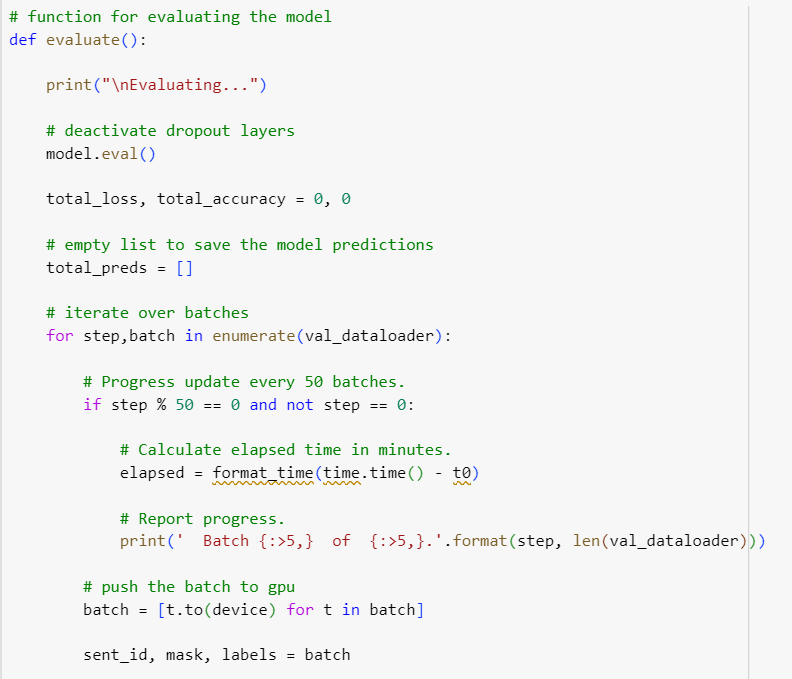 # function for evaluating the model
def evaluate():
    print("\nEvaluating...")
    # deactivate dropout layers
    model.eval()
    total_loss, total_accuracy = 0, 0
    # empty list to save the model predictions
    total_preds = []
    # iterate over batches
    for step,batch in enumerate(val_dataloader):
        # Progress update every 50 batches.
        if step % 50 == 0 and not step == 0:
            # Calculate elapsed time in minutes.
            elapsed = format_time(time.time() - t0)
            # Report progress.
            print('  Batch {:>5,}  of  {:>5,}.'.format(step, len(val_dataloader)))
        # push the batch to gpu
        batch = [t.to(device) for t in batch]
        sent_id, mask, labels = batch